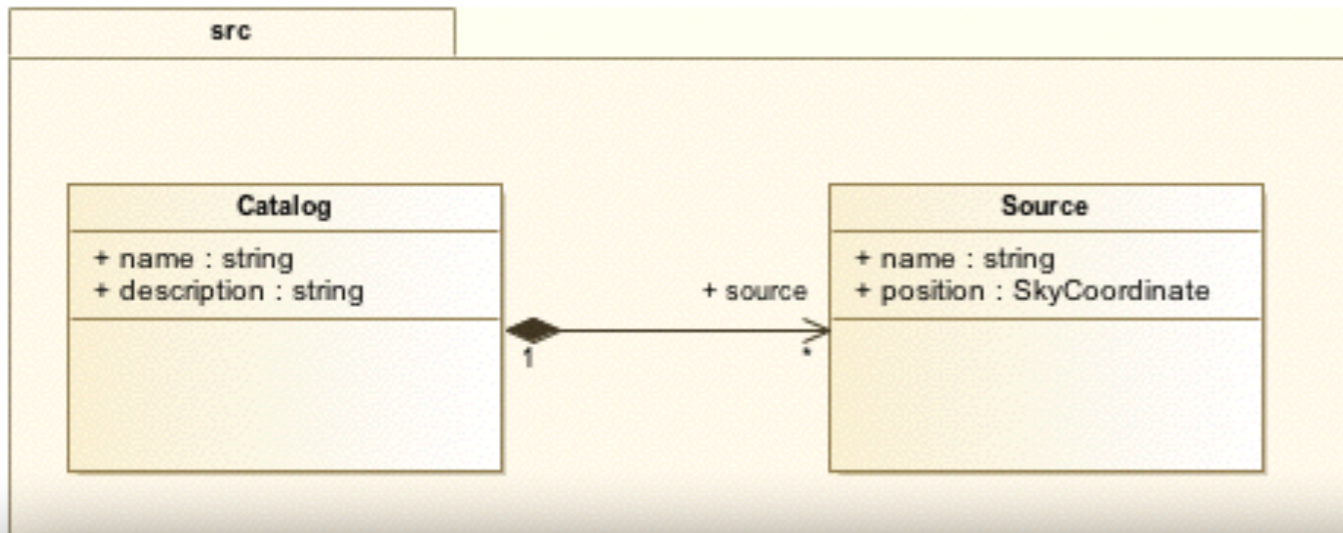 src
Catalog
+ name : string
+ description : string
Source
+ name : string
+ position : SkyCoordinate
+ source
1
*